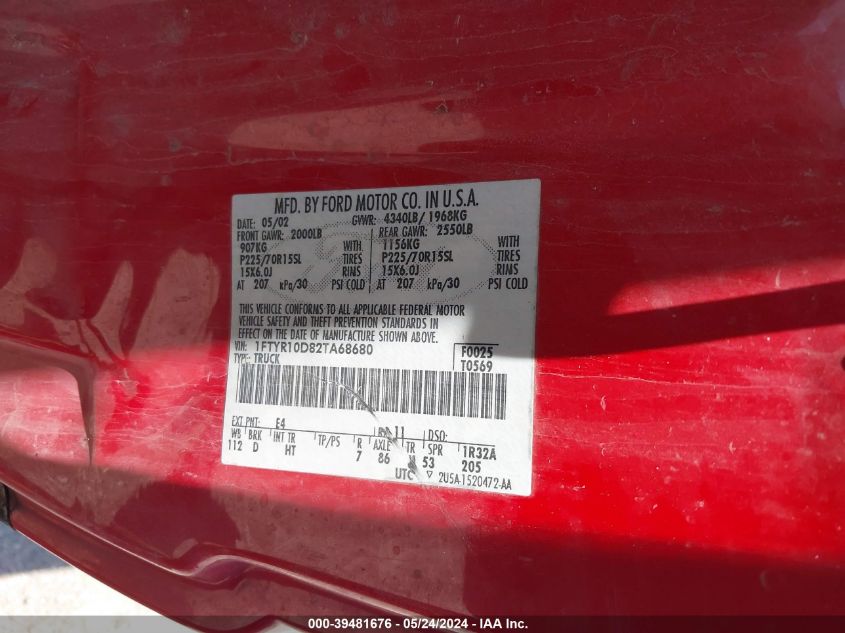 MFD. BY FORD MOTOR CO. IN U.S.A.
DATE: 05/02 GVWR: 4340LB/ 1968KG
FRONT GAWR: 2000LB REAR GAWR: 2550LB
907KG WITH 1156KG WITH
P225/70R15SL TIRES P225/70R15SL TIRES
15X6.0J RINS 15X6.0J RINS
AT 207 kPa/30 PSI COLD AT 207 kPa/30 PSI COLD
THIS VEHICLE CONFORMS TO ALL APPLICABLE FEDERAL MOTOR
VEHICLE SAFETY AND THEFT PREVENTION STANDARDS IN
EFFECT ON THE DATE OF MANUFACTURE SHOWN ABOVE.
VIN: 1FTYR10D82TA68680 F0025
TYPE: TRUCK T0569
EXT PNT: E4 11 DSO:
WB BRK INT TR TP/PS R AXLE TR SPR 1R32A
112 D HT 7 86 53 205
UTC ▽ 2U5A-1520472-AA
000-39481676 - 05/24/2024 - IAA Inc.